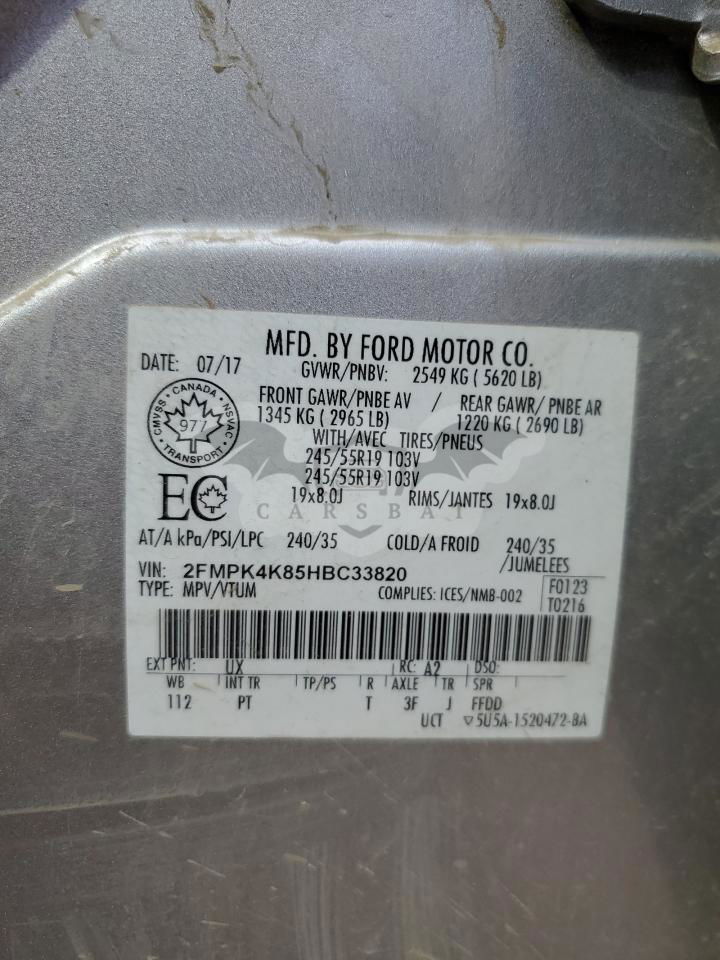 MFD. BY FORD MOTOR CO.
DATE: 07/17
GVWR/PNBV: 2549 KG ( 5620 LB)
FRONT GAWR/PNBE AV / REAR GAWR/ PNBE AR
1345 KG ( 2965 LB) 1220 KG ( 2690 LB)
WITH/AVEC TIRES/PNEUS
245/55R19 103V
245/55R19 103V
19x8.0J RIMS/JANTES 19x8.0J
CANADA
CMVSS NSVAC
977
TRANSPORT
EC
CARSBAT
AT/A kPa/PSI/LPC 240/35 COLD/A FROID 240/35
/JUMELEES
VIN: 2FMPK4K85HBC33820
TYPE: MPV/VTUM COMPLIES: ICES/NMB-002
F0123
T0216
EXT PNT: UX RC: A2 DSO:
WB INT TR TP/PS R AXLE TR SPR
112 PT T 3F J FFDD
UCT ▽5U5A-1520472-BA